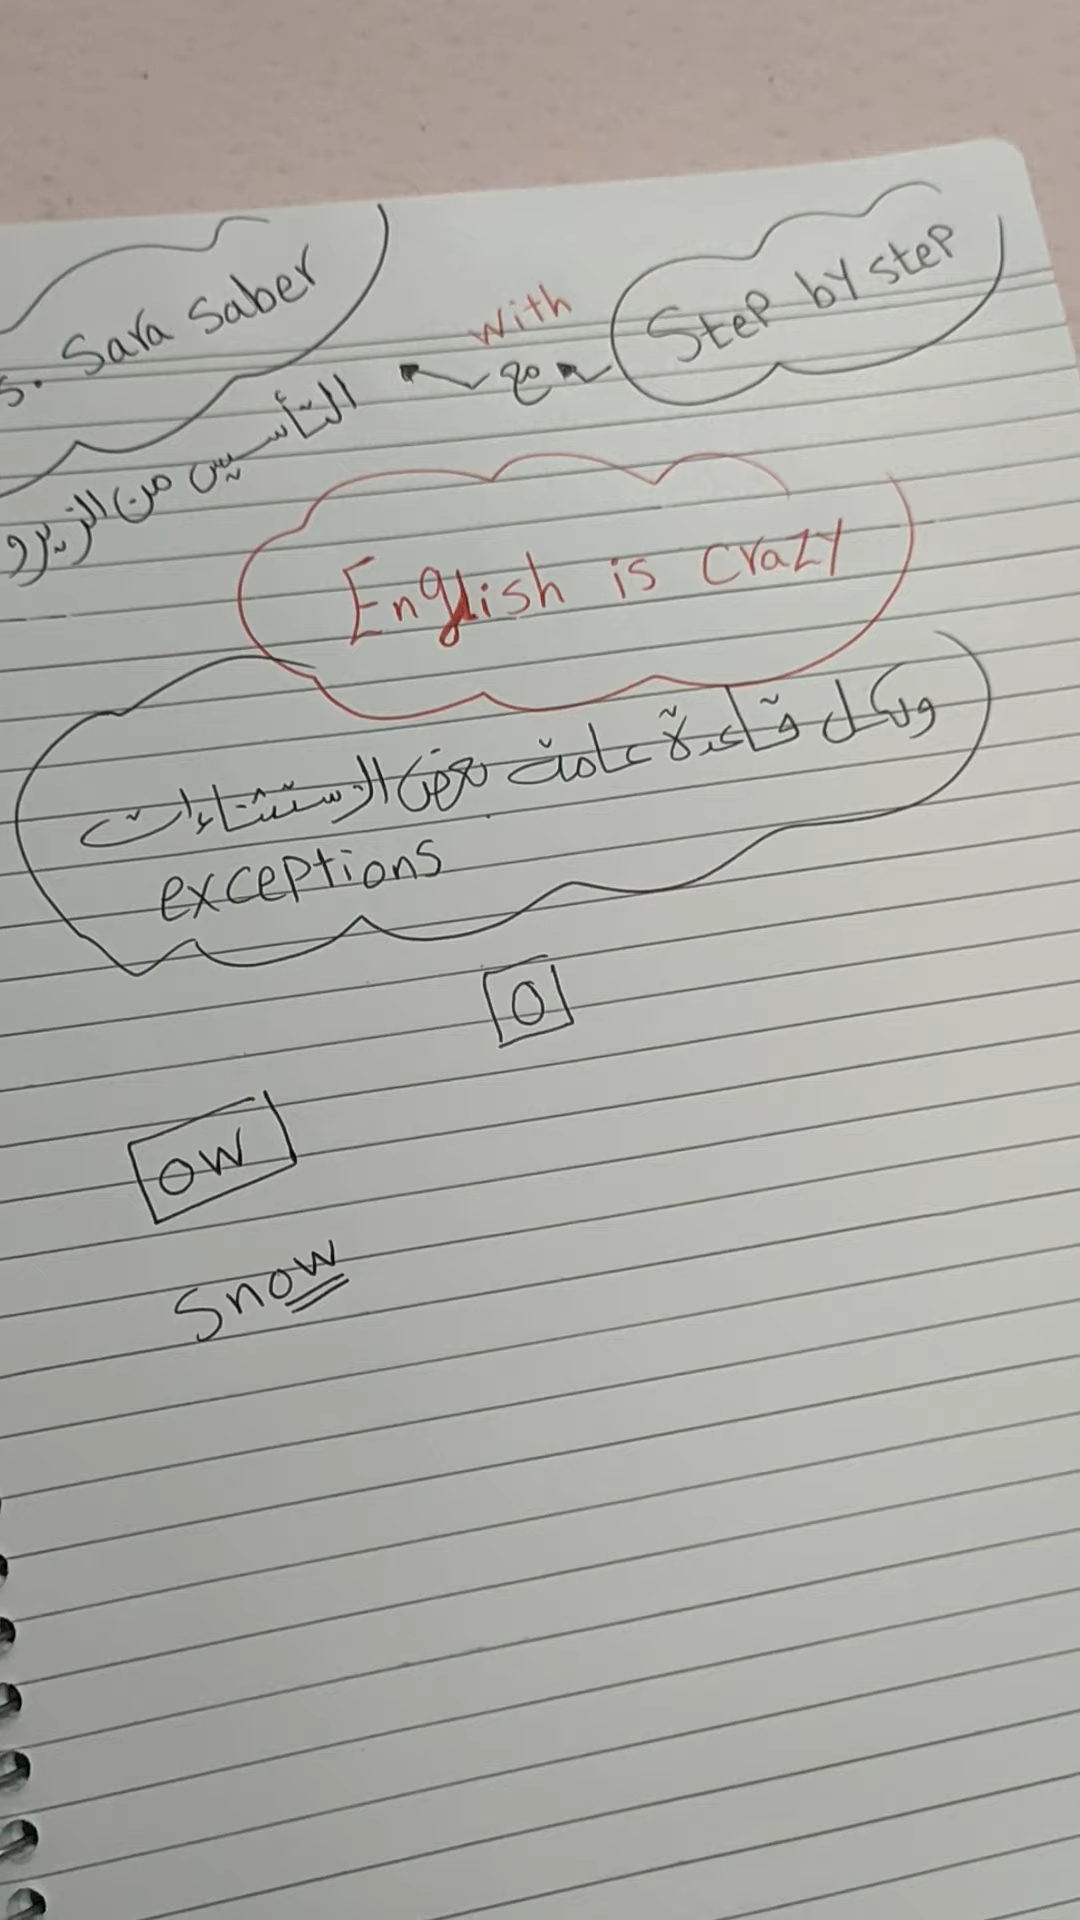 Step by step
with
مع
s. Sara Saber
التأسيس من الزيرو
English is crazy
ولكل قاعدة عامة بعض الاستثناءات
exceptions
O
ow
Snow